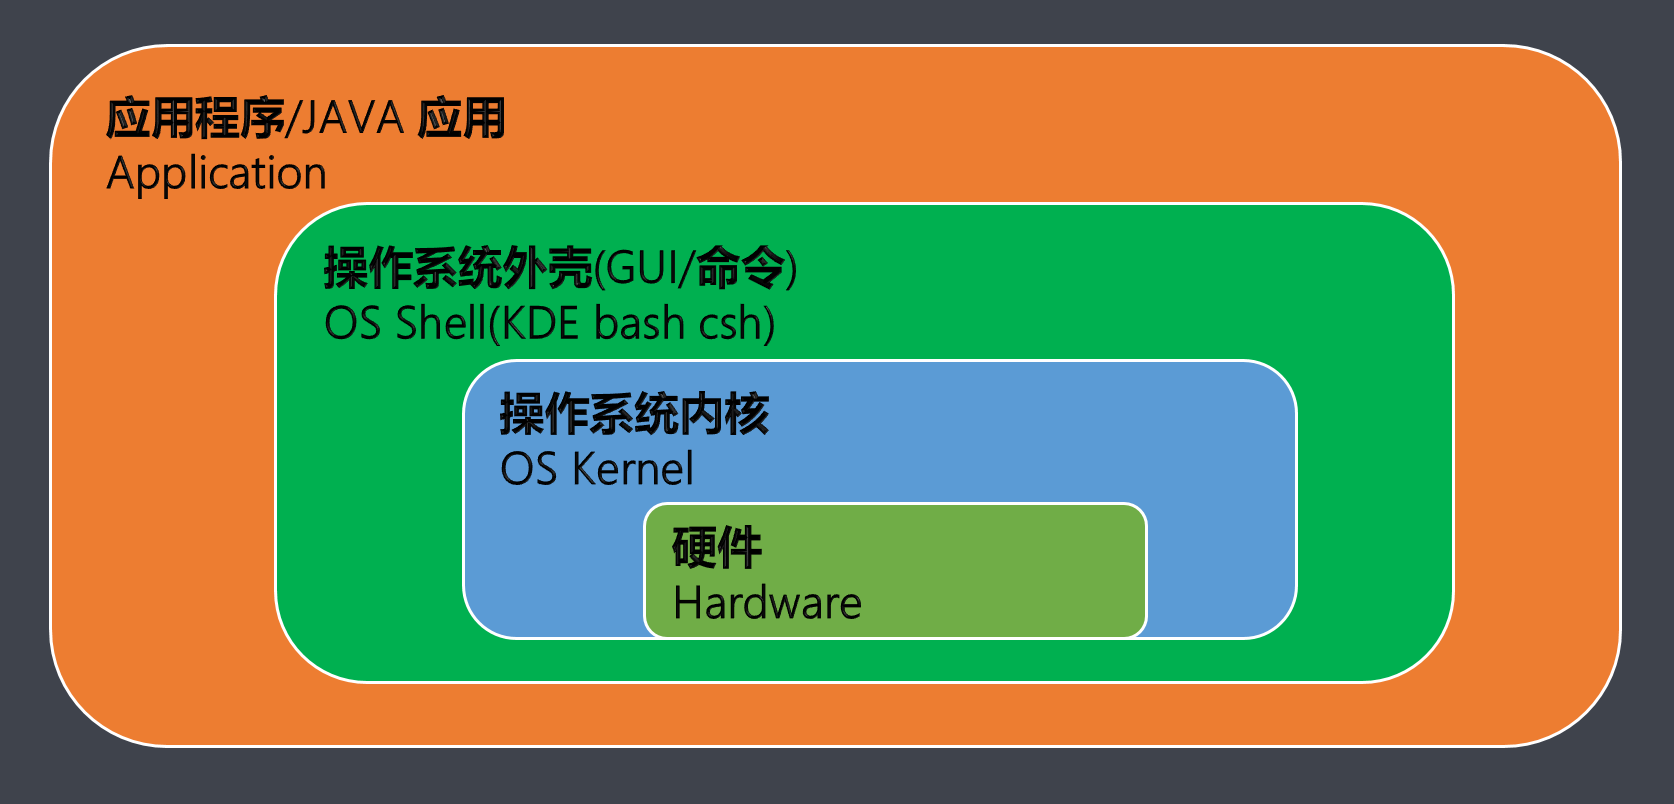 应用程序/JAVA 应用
Application
操作系统外壳(GUI/命令)
OS Shell(KDE bash csh)
操作系统内核
OS Kernel
硬件
Hardware